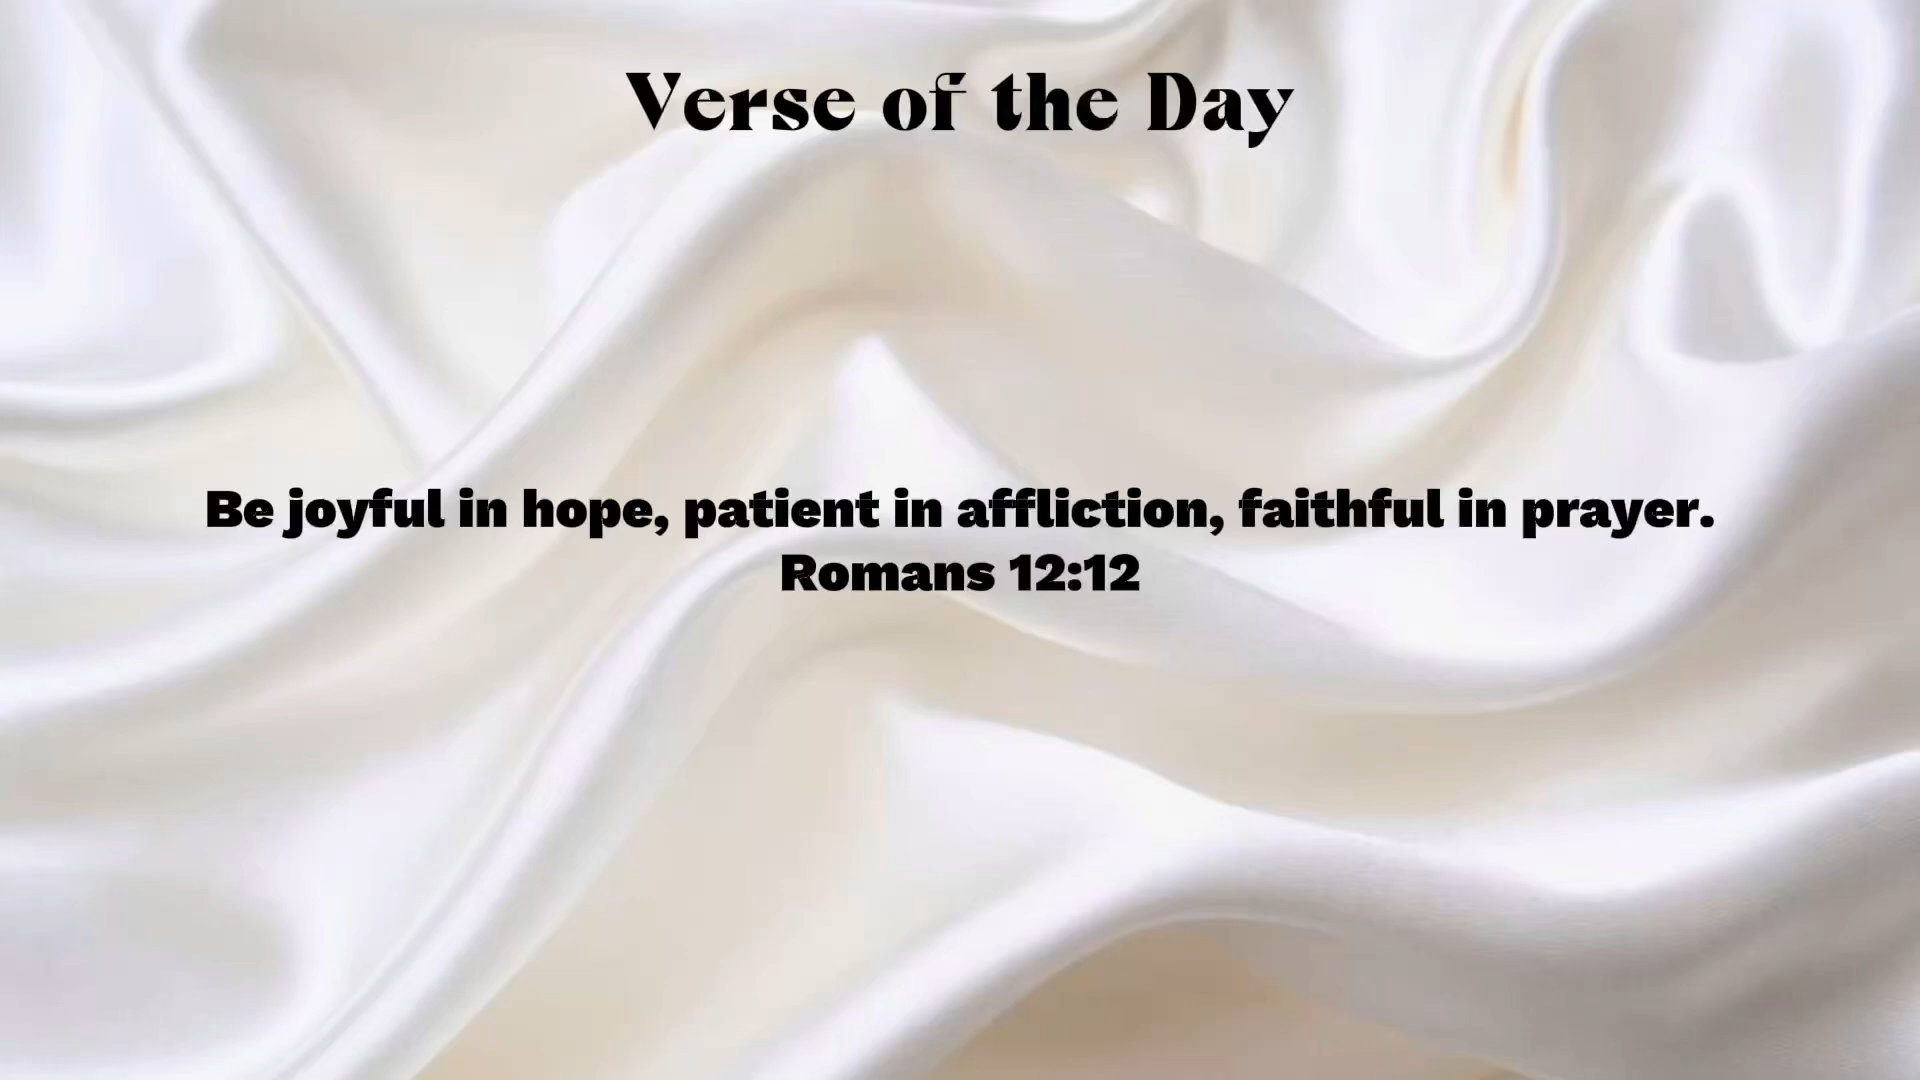 Verse of the Day
Be joyful in hope, patient in affliction, faithful in prayer.
Romans 12:12